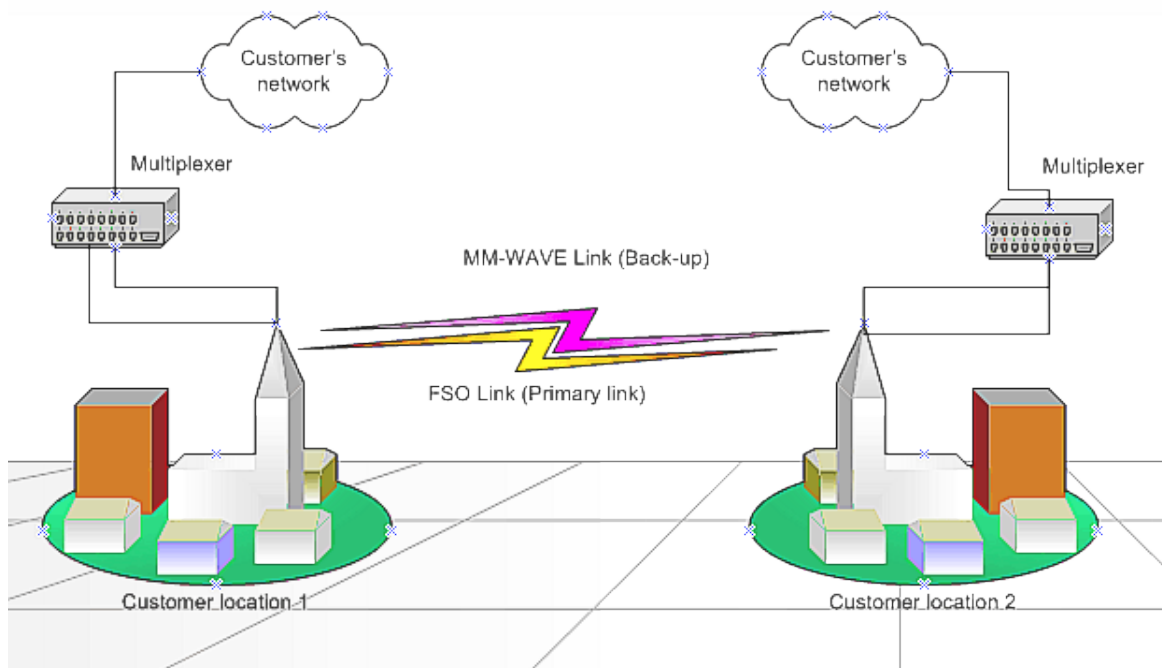 Customer's
network
Customer's
network
Multiplexer
Multiplexer
MM-WAVE Link (Back-up)
FSO Link (Primary link)
Customer location 1
Customer location 2